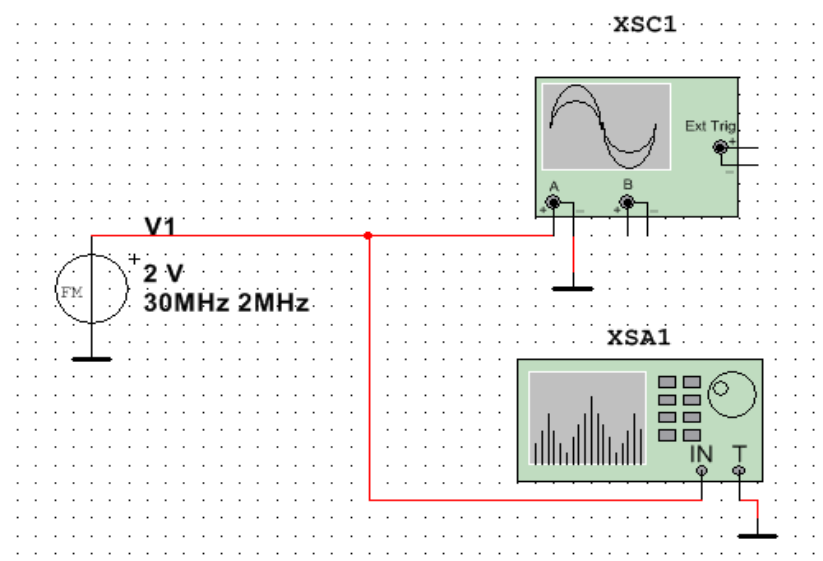 XSC1
Ext Trig
+
−
A
B
+ − + −
V1
+
FM
2 V
30MHz 2MHz
XSA1
IN T